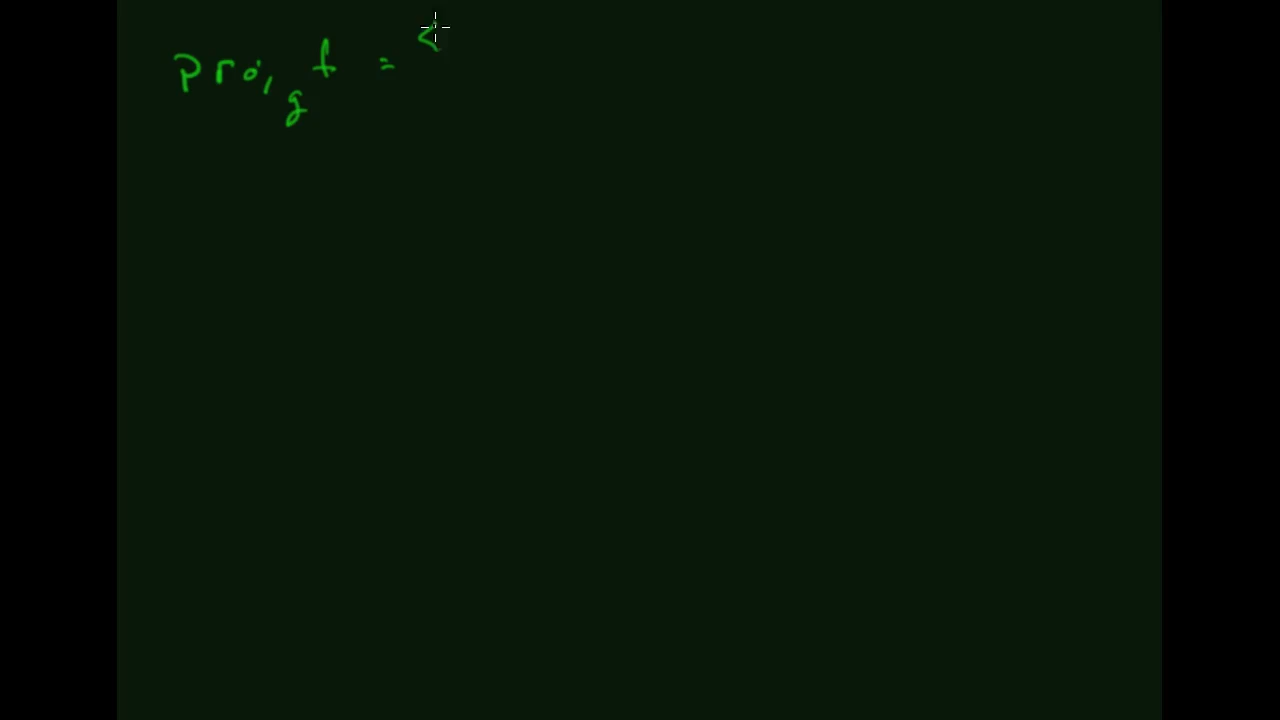 proj_g f = <